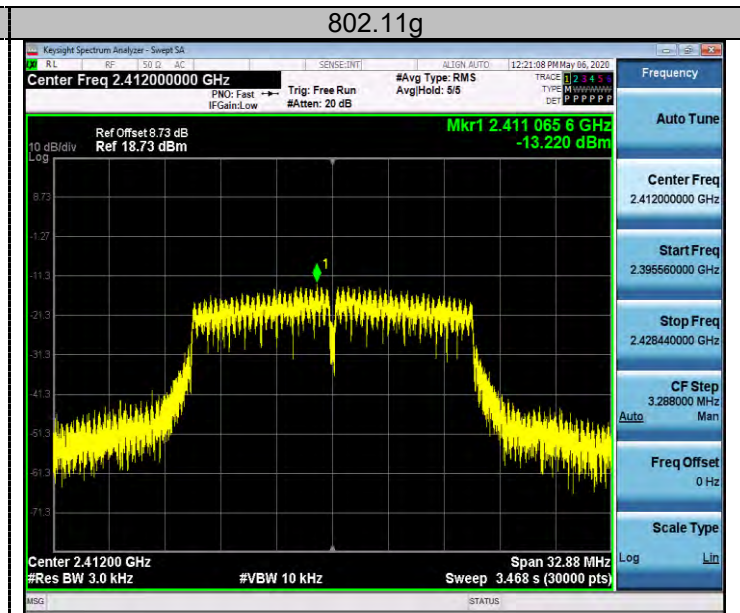 802.11g
Keysight Spectrum Analyzer - Swept SA
RL RF 50 Ω AC SENSE:INT ALIGN AUTO 12:21:08 PM May 06, 2020
Center Freq 2.412000000 GHz
PNO: Fast
IFGain:Low
Trig: Free Run
#Atten: 20 dB
#Avg Type: RMS
Avg|Hold: 5/5
TRACE 1 2 3 4 5 6
TYPE M W W W W W
DET P P P P P P
Frequency
Auto Tune
Center Freq
2.412000000 GHz
Start Freq
2.395560000 GHz
Stop Freq
2.428440000 GHz
CF Step
3.288000 MHz
Auto Man
Freq Offset
0 Hz
Scale Type
Log Lin
Mkr1 2.411 065 6 GHz
-13.220 dBm
Ref Offset 8.73 dB
10 dB/div Ref 18.73 dBm
Log
8.73
-1.27
-11.3
-21.3
-31.3
-41.3
-51.3
-61.3
-71.3
1
Center 2.41200 GHz Span 32.88 MHz
#Res BW 3.0 kHz #VBW 10 kHz Sweep 3.468 s (30000 pts)
MSG STATUS